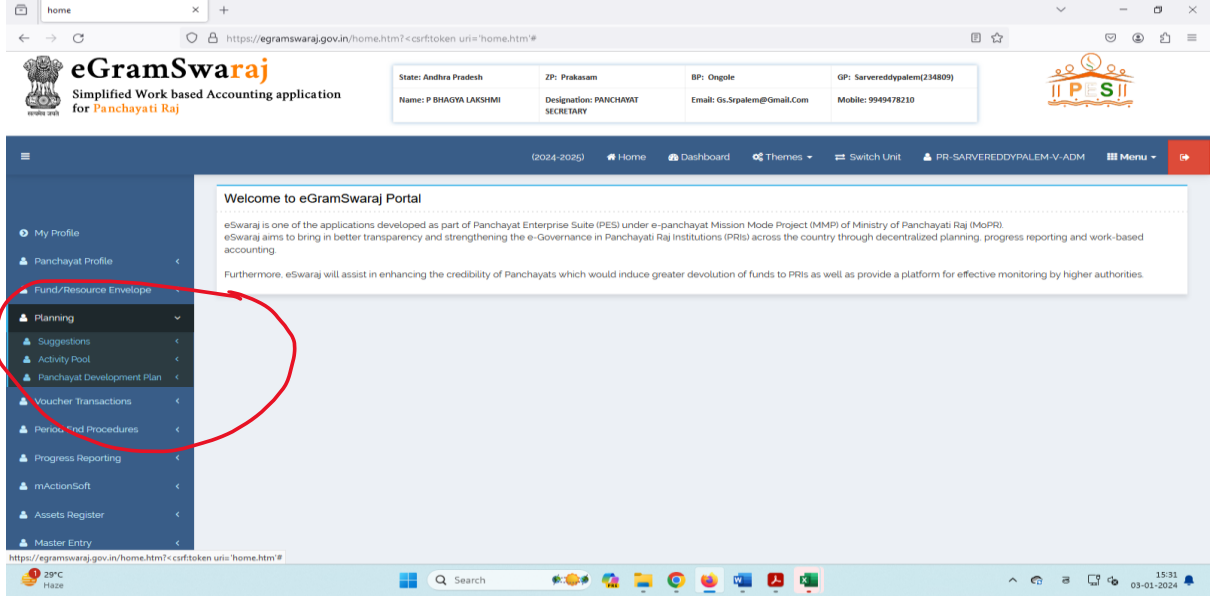 home
https://egramswaraj.gov.in/home.htm?<csrf:token uri='home.htm'#
eGramSwaraj
Simplified Work based Accounting application
for Panchayati Raj
State: Andhra Pradesh
ZP: Prakasam
BP: Ongole
GP: Sarvereddypalem(234809)
Name: P BHAGYA LAKSHMI
Designation: PANCHAYAT
SECRETARY
Email: Gs.Srpalem@Gmail.Com
Mobile: 9949478210
PES
(2024-2025) Home Dashboard Themes Switch Unit PR-SARVEREDDYPALEM-V-ADM Menu
My Profile
Panchayat Profile
Fund/Resource Envelope
Planning
Suggestions
Activity Pool
Panchayat Development Plan
Voucher Transactions
Period End Procedures
Progress Reporting
mActionSoft
Assets Register
Master Entry
Welcome to eGramSwaraj Portal
eSwaraj is one of the applications developed as part of Panchayat Enterprise Suite (PES) under e-panchayat Mission Mode Project (MMP) of Ministry of Panchayati Raj (MoPR).
eSwaraj aims to bring in better transparency and strengthening the e-Governance in Panchayati Raj Institutions (PRIs) across the country through decentralized planning, progress reporting and work-based
accounting.
Furthermore, eSwaraj will assist in enhancing the credibility of Panchayats which would induce greater devolution of funds to PRIs as well as provide a platform for effective monitoring by higher authorities.
https://egramswaraj.gov.in/home.htm?<csrf:token uri='home.htm'#
1
29°C
Haze
Search
15:31
03-01-2024